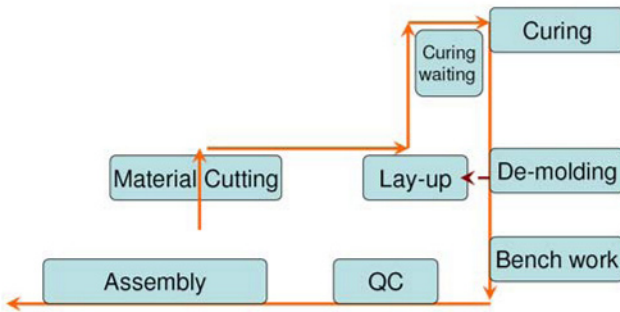 Curing
Curing
waiting
Material Cutting
Lay-up
De-molding
Bench work
Assembly
QC